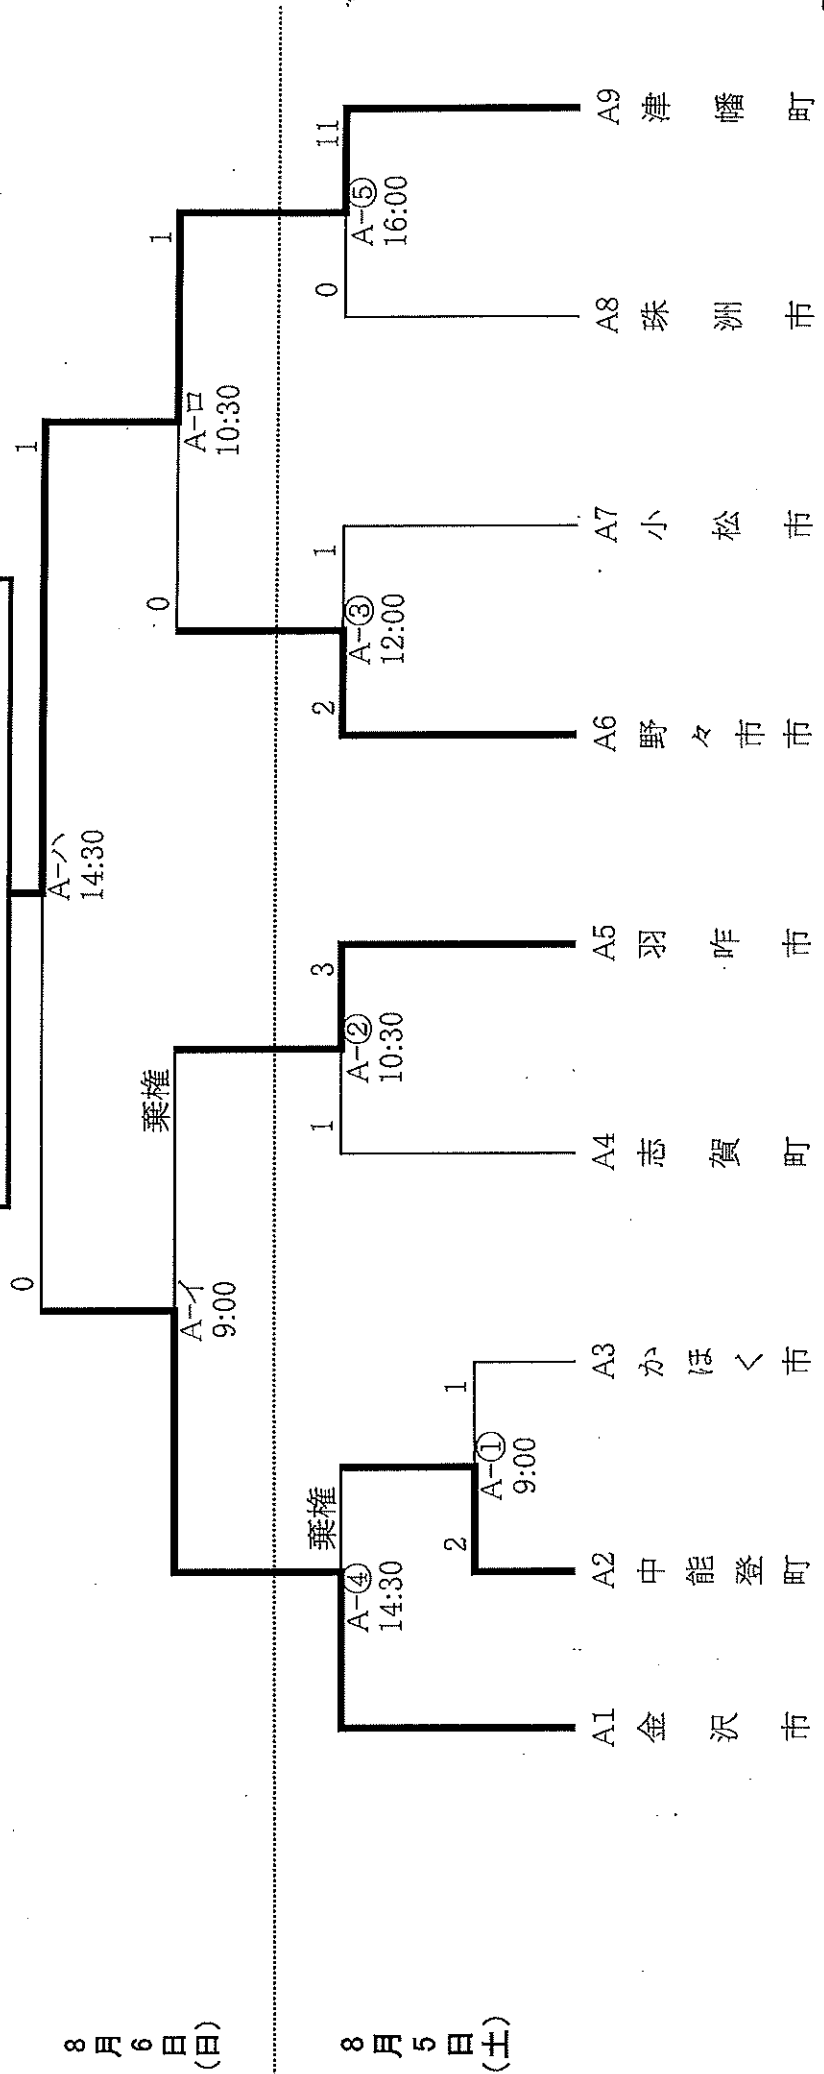 8月6日(日)
8月5日(土)
0
1
A-ハ
14:30
乗権
A-イ
9:00
0
1
A-ロ
10:30
乗権
A-④
14:30
2
1
A-①
9:00
1
3
A-②
10:30
2
1
A-③
12:00
0
11
A-⑤
16:00
A1 金沢市
A2 中能登町
A3 かほく市
A4 志賀町
A5 羽咋市
A6 野々市市
A7 小松市
A8 珠洲市
A9 津幡町